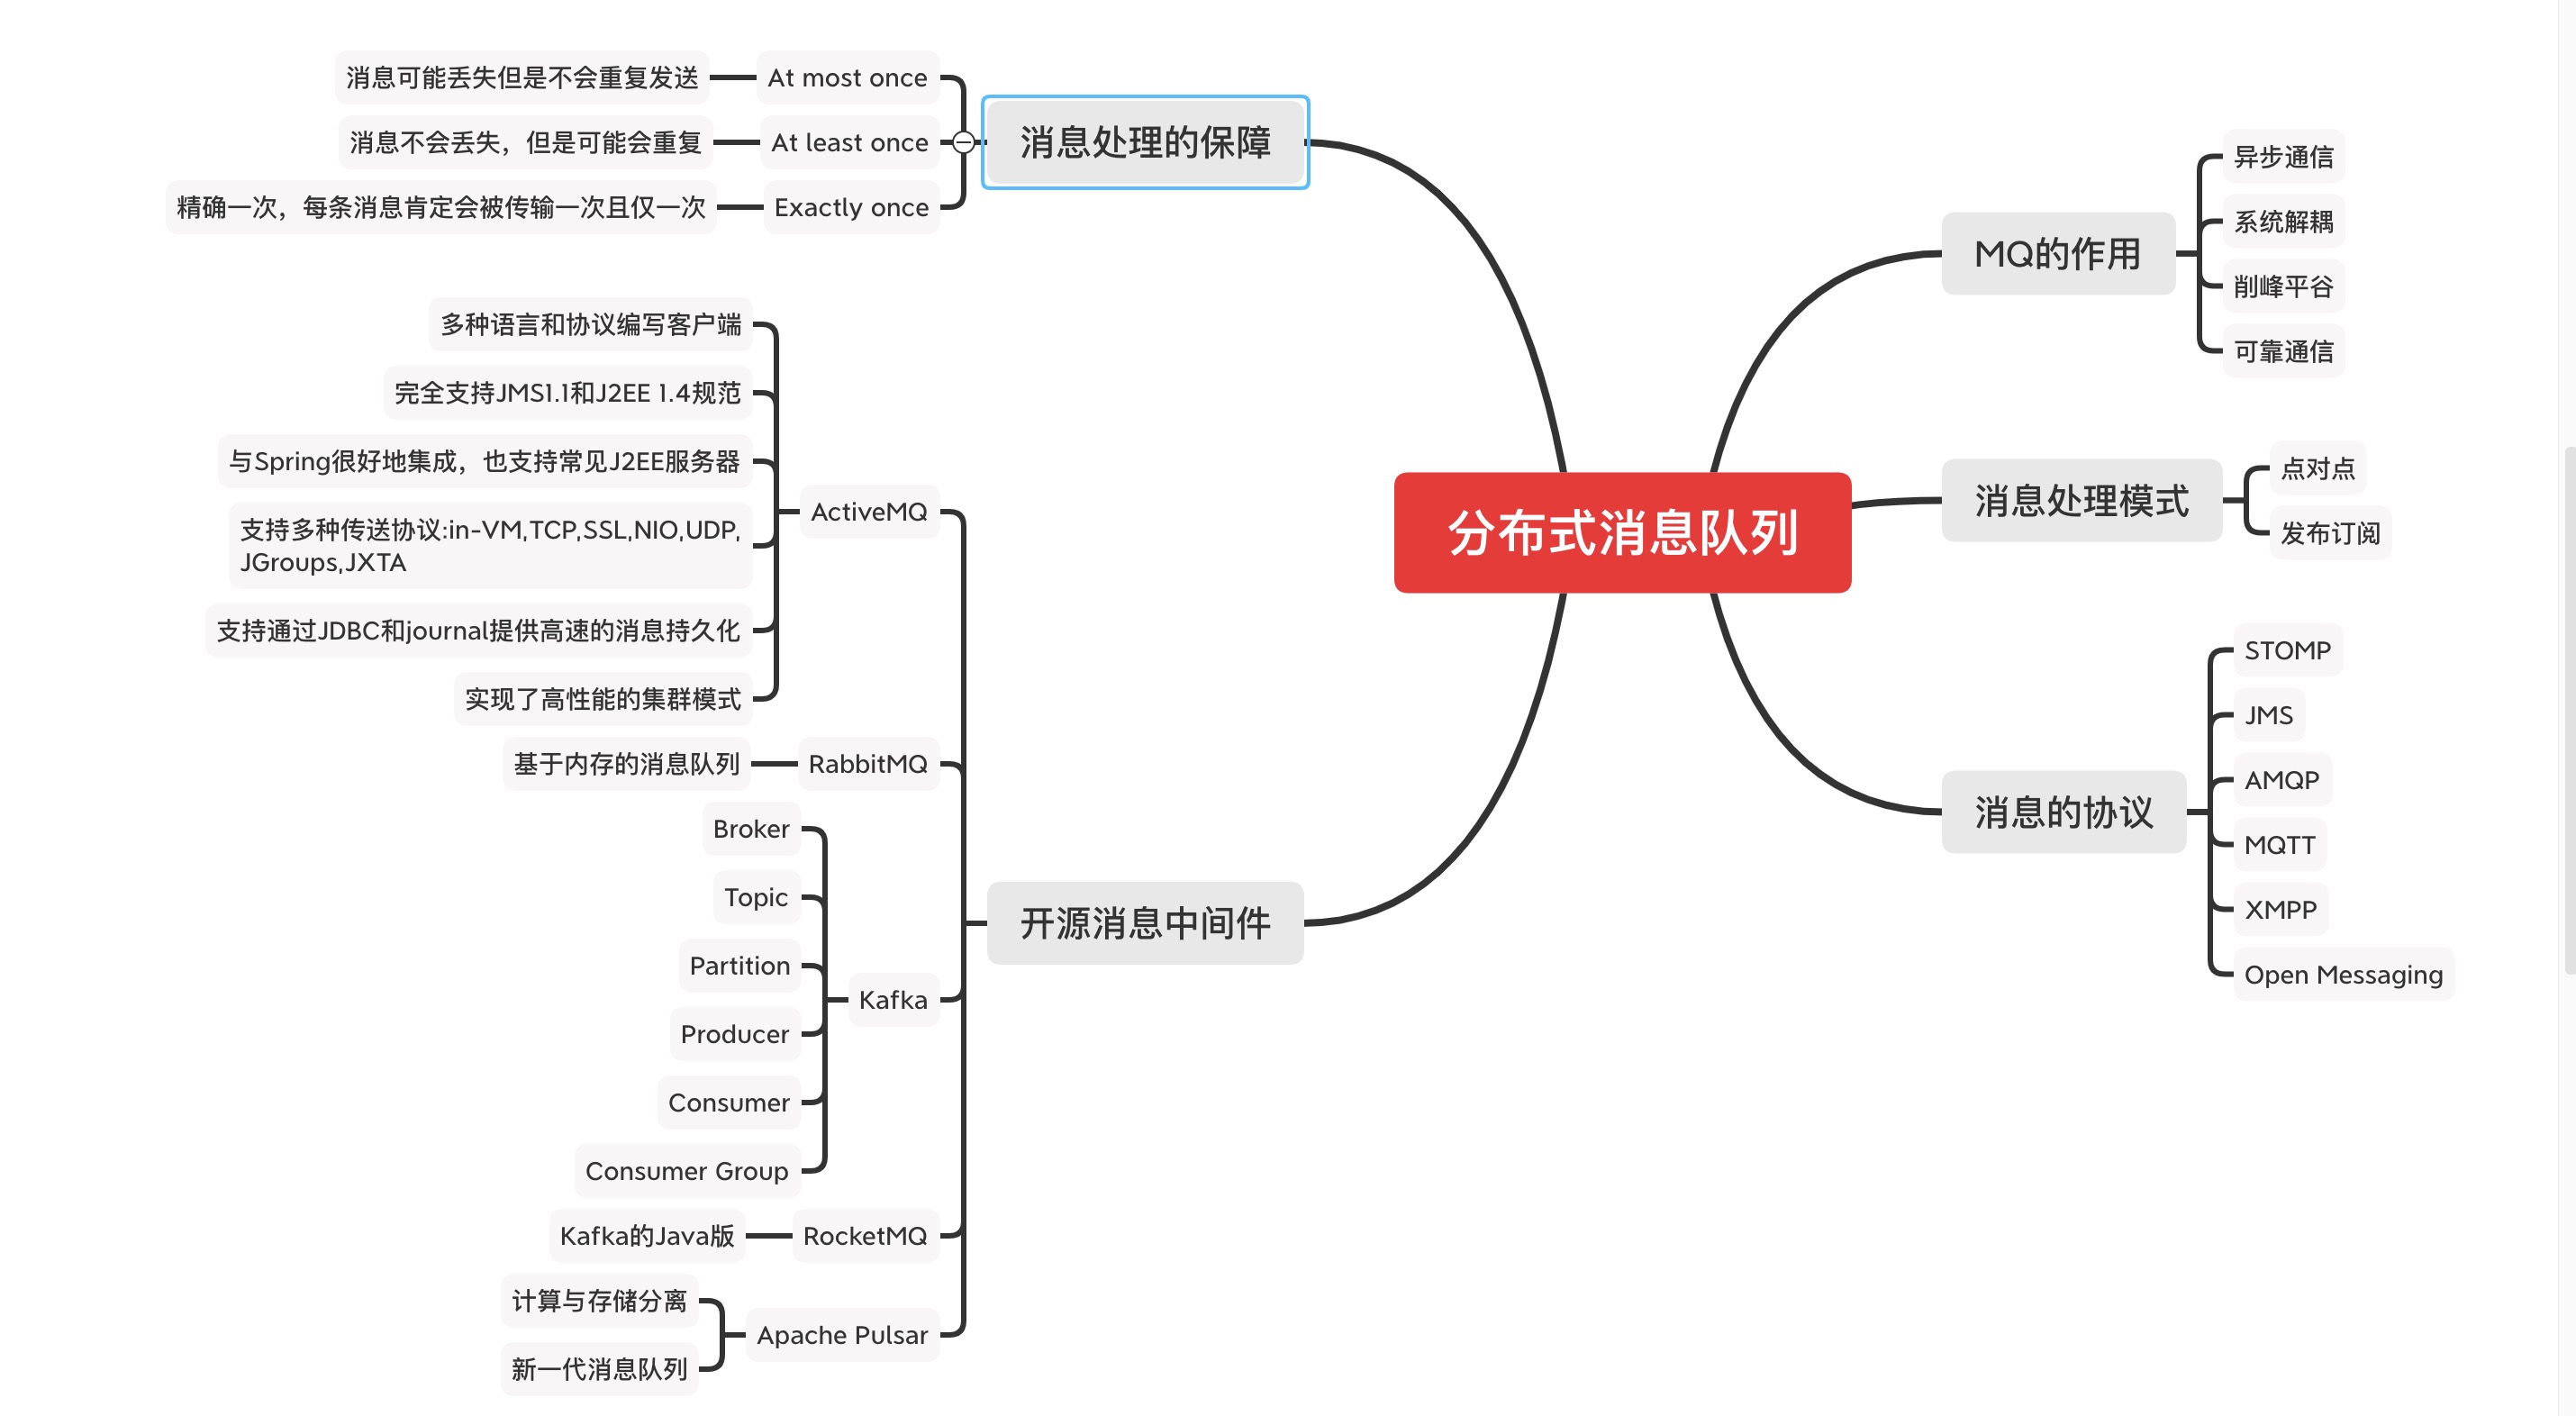 分布式消息队列
MQ的作用
异步通信
系统解耦
削峰平谷
可靠通信
消息处理模式
点对点
发布订阅
消息的协议
STOMP
JMS
AMQP
MQTT
XMPP
Open Messaging
消息处理的保障
At most once
消息可能丢失但是不会重复发送
At least once
消息不会丢失，但是可能会重复
Exactly once
精确一次，每条消息肯定会被传输一次且仅一次
开源消息中间件
ActiveMQ
多种语言和协议编写客户端
完全支持JMS1.1和J2EE 1.4规范
与Spring很好地集成，也支持常见J2EE服务器
支持多种传送协议:in-VM,TCP,SSL,NIO,UDP,
JGroups,JXTA
支持通过JDBC和journal提供高速的消息持久化
实现了高性能的集群模式
RabbitMQ
基于内存的消息队列
Kafka
Broker
Topic
Partition
Producer
Consumer
Consumer Group
RocketMQ
Kafka的Java版
Apache Pulsar
计算与存储分离
新一代消息队列